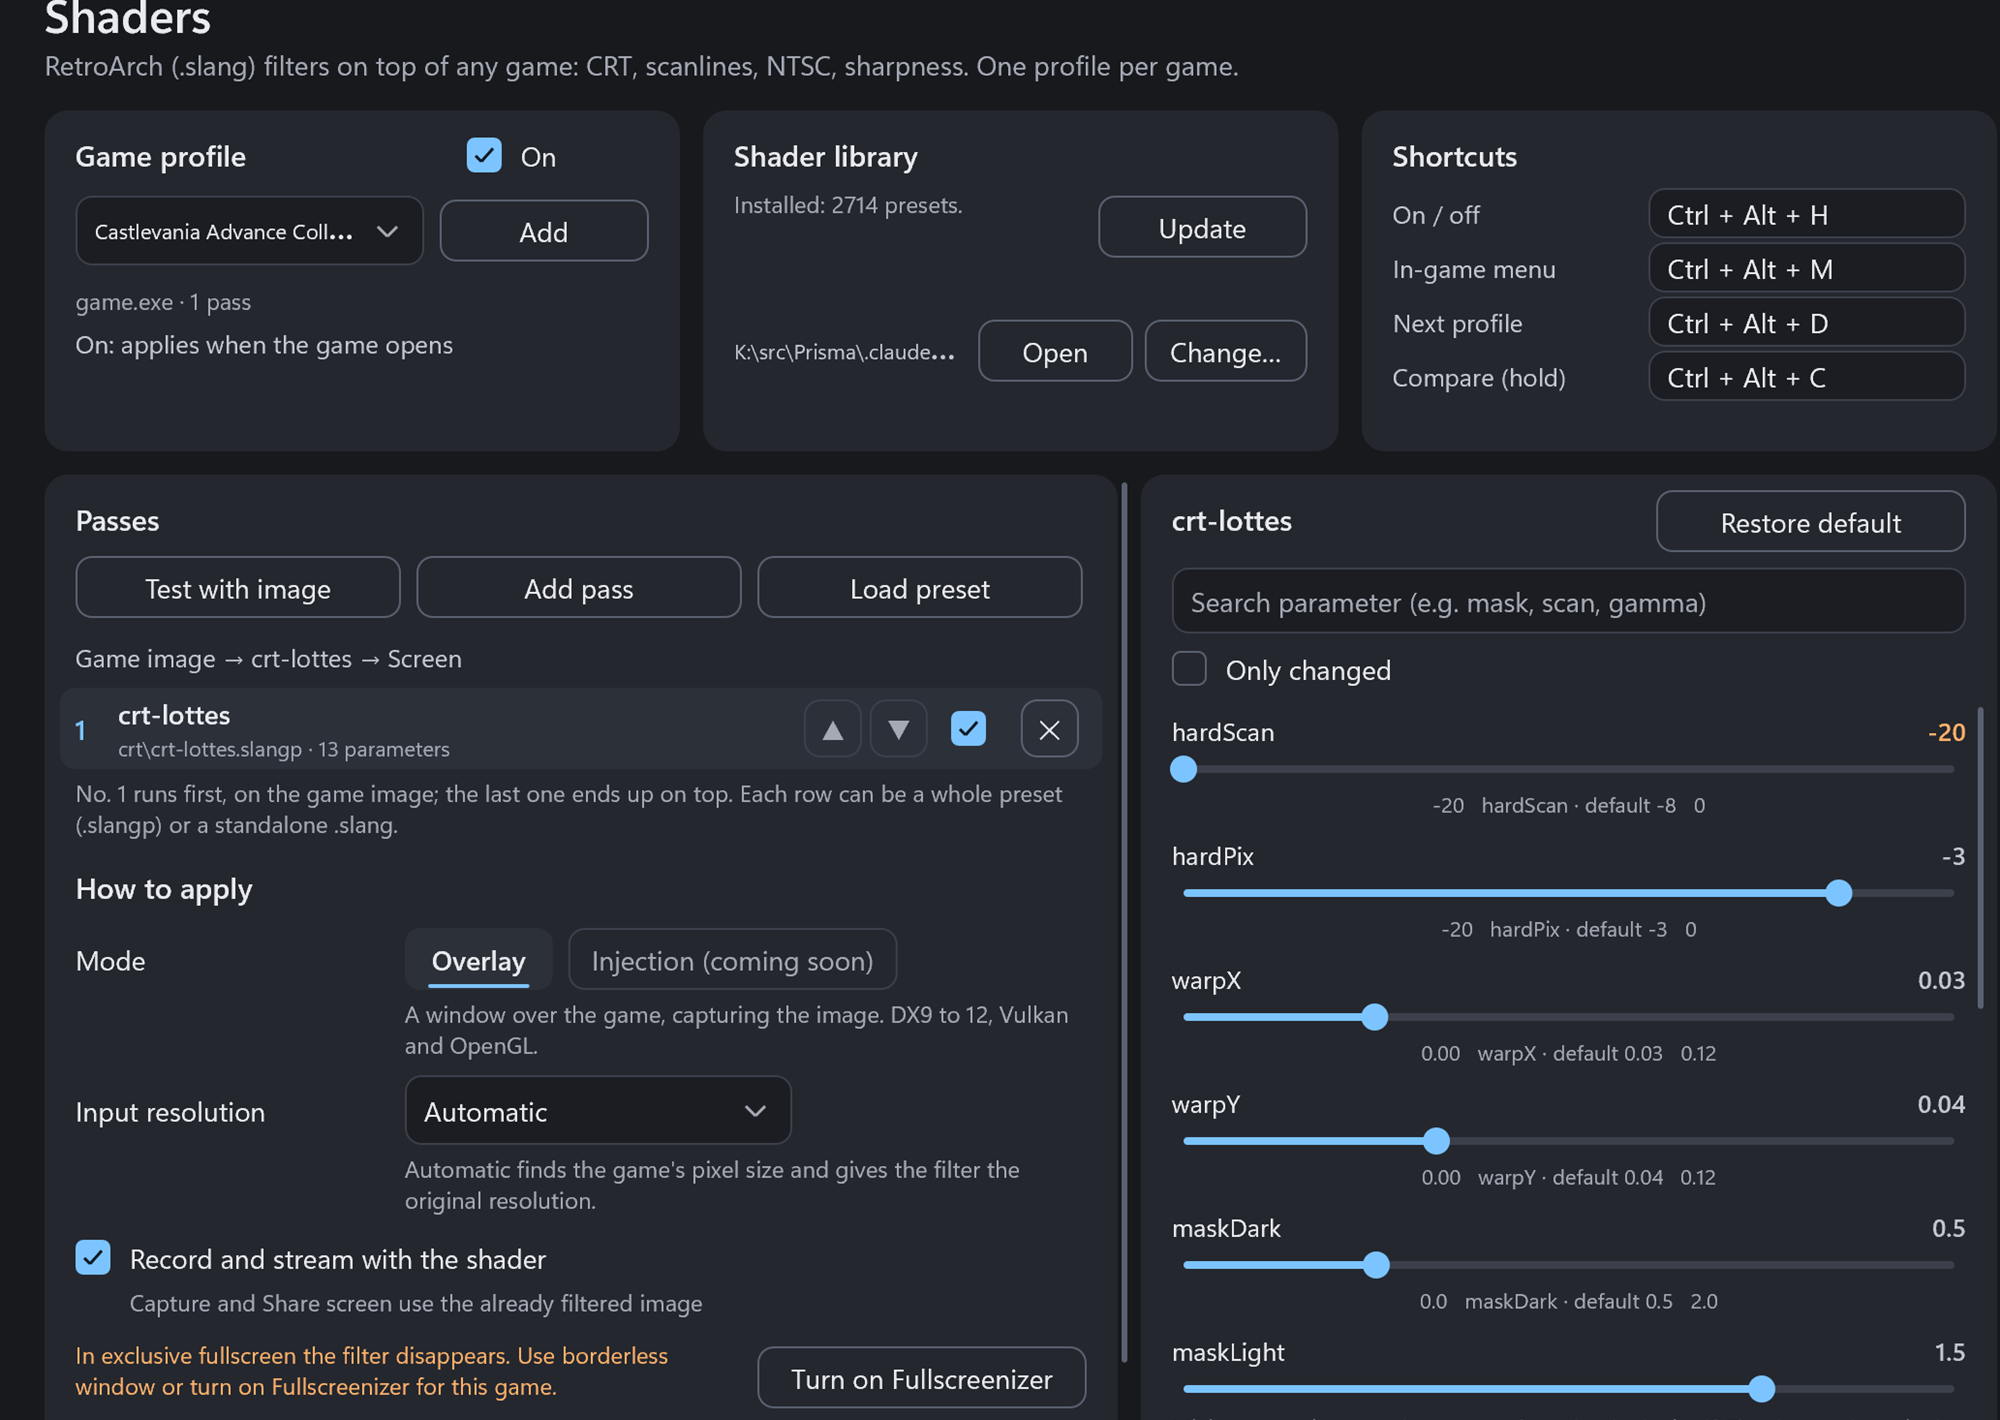 Shaders
RetroArch (.slang) filters on top of any game: CRT, scanlines, NTSC, sharpness. One profile per game.
Game profile
On
Castlevania Advance Coll...
Add
game.exe · 1 pass
On: applies when the game opens
Shader library
Installed: 2714 presets.
Update
K:\src\Prisma\.claude...
Open
Change...
Shortcuts
On / off
Ctrl + Alt + H
In-game menu
Ctrl + Alt + M
Next profile
Ctrl + Alt + D
Compare (hold)
Ctrl + Alt + C
Passes
Test with image
Add pass
Load preset
Game image → crt-lottes → Screen
1
crt-lottes
crt\crt-lottes.slangp · 13 parameters
No. 1 runs first, on the game image; the last one ends up on top. Each row can be a whole preset
(.slangp) or a standalone .slang.
How to apply
Mode
Overlay
Injection (coming soon)
A window over the game, capturing the image. DX9 to 12, Vulkan
and OpenGL.
Input resolution
Automatic
Automatic finds the game's pixel size and gives the filter the
original resolution.
Record and stream with the shader
Capture and Share screen use the already filtered image
In exclusive fullscreen the filter disappears. Use borderless
window or turn on Fullscreenizer for this game.
Turn on Fullscreenizer
crt-lottes
Restore default
Search parameter (e.g. mask, scan, gamma)
Only changed
hardScan
-20
-20 hardScan · default -8 0
hardPix
-3
-20 hardPix · default -3 0
warpX
0.03
0.00 warpX · default 0.03 0.12
warpY
0.04
0.00 warpY · default 0.04 0.12
maskDark
0.5
0.0 maskDark · default 0.5 2.0
maskLight
1.5